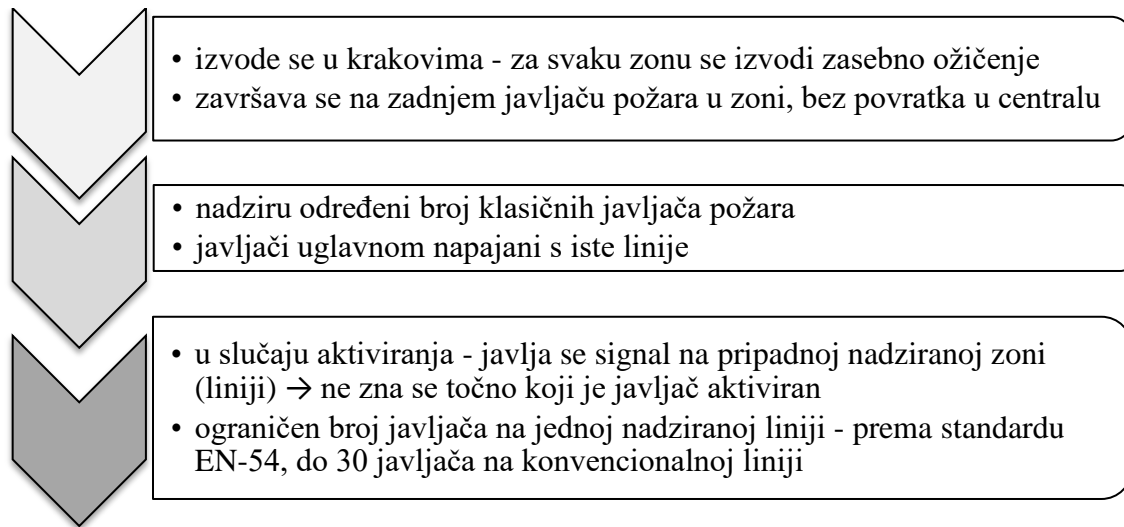 • izvode se u krakovima - za svaku zonu se izvodi zasebno ožičenje
• završava se na zadnjem javljaču požara u zoni, bez povratka u centralu
• nadziru određeni broj klasičnih javljača požara
• javljači uglavnom napajani s iste linije
• u slučaju aktiviranja - javlja se signal na pripadnoj nadziranoj zoni
(liniji) → ne zna se točno koji je javljač aktiviran
• ograničen broj javljača na jednoj nadziranoj liniji - prema standardu
EN-54, do 30 javljača na konvencionalnoj liniji